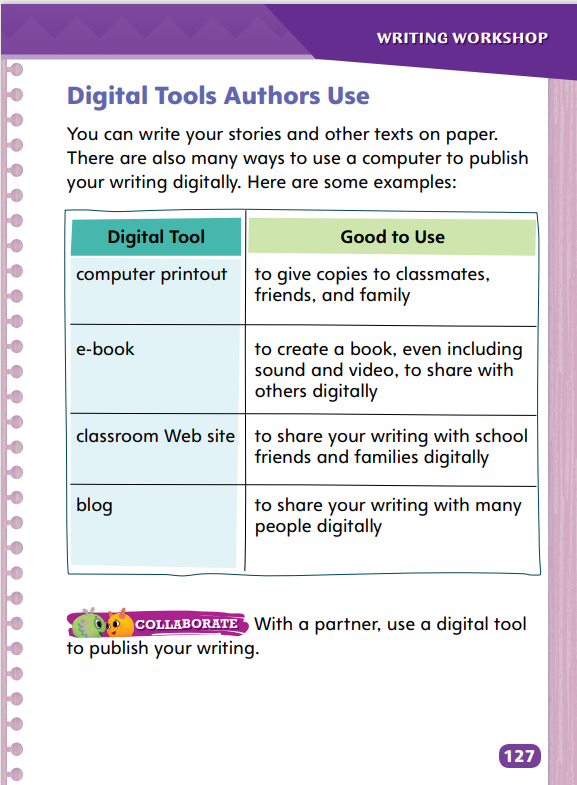 WRITING WORKSHOP
Digital Tools Authors Use
You can write your stories and other texts on paper.
There are also many ways to use a computer to publish
your writing digitally. Here are some examples:
Digital Tool
Good to Use
computer printout
to give copies to classmates,
friends, and family
e-book
to create a book, even including
sound and video, to share with
others digitally
classroom Web site
to share your writing with school
friends and families digitally
blog
to share your writing with many
people digitally
COLLABORATE With a partner, use a digital tool
to publish your writing.
127